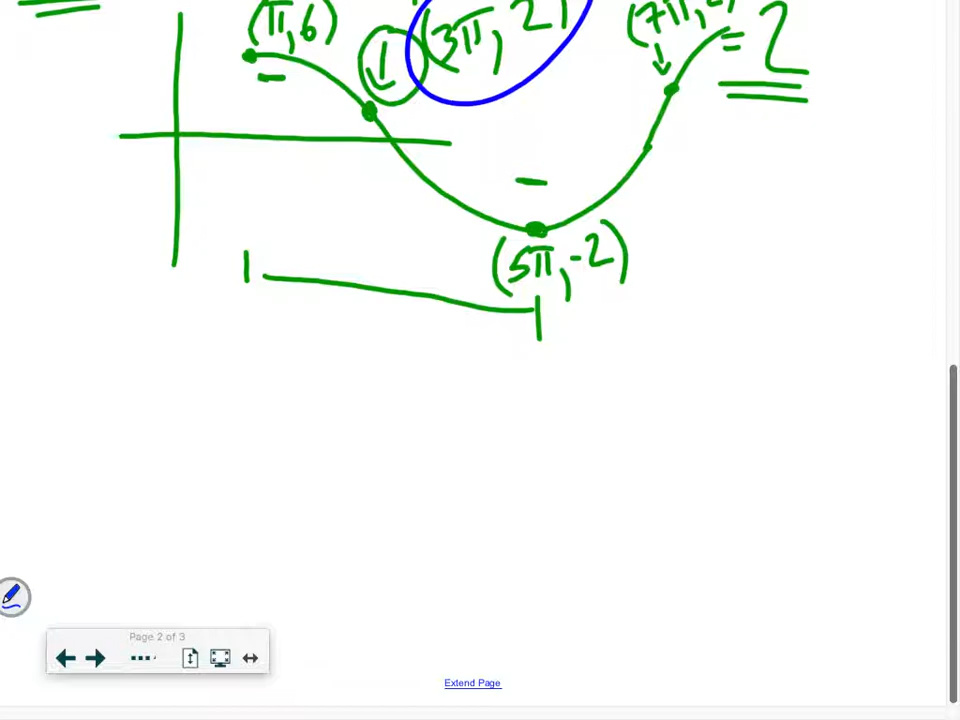 (π, 6)
(3π, 2)
(7π,
= 2
(5π, -2)
Page 2 of 3
Extend Page